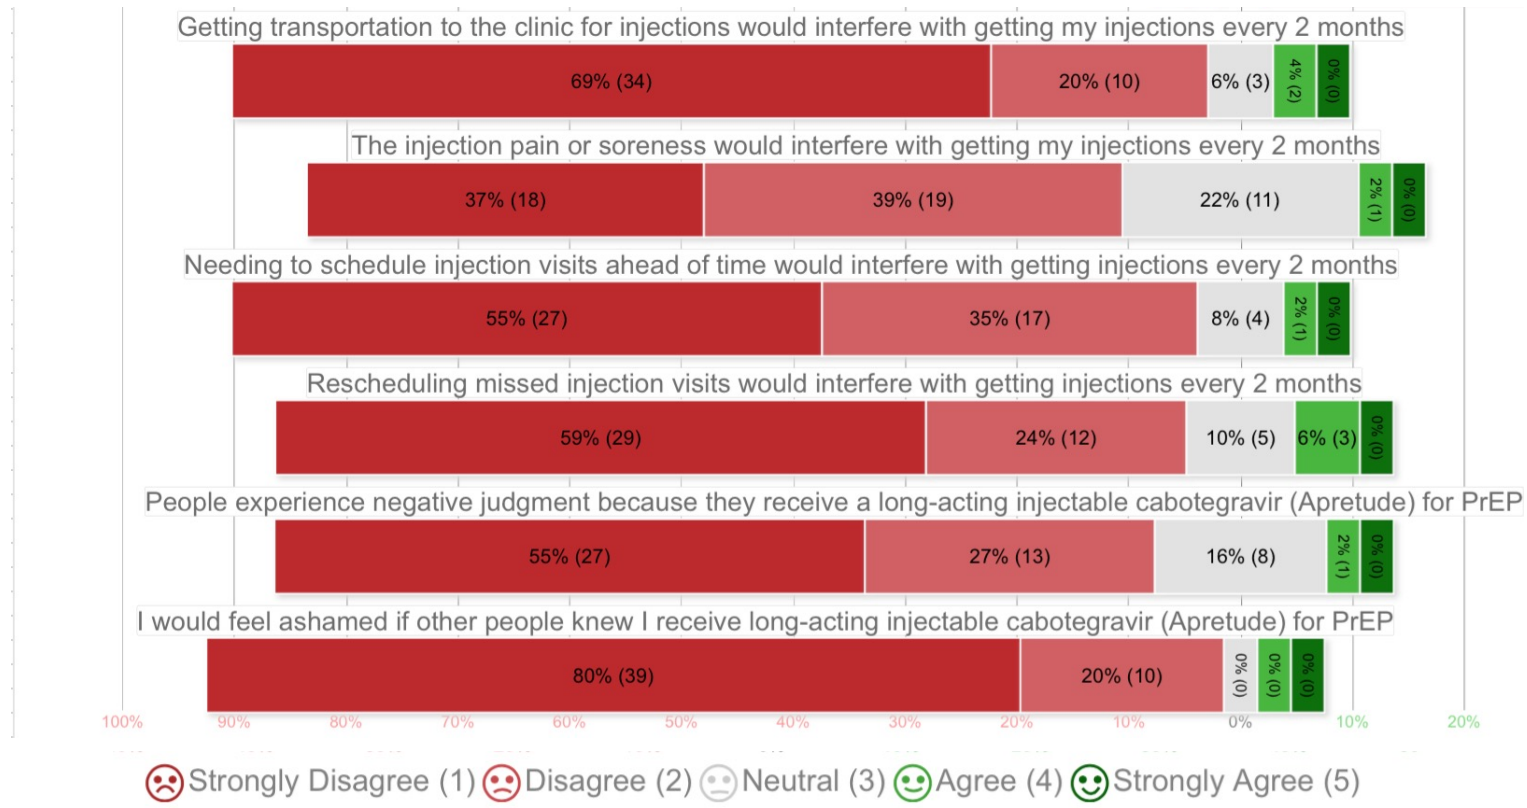 Getting transportation to the clinic for injections would interfere with getting my injections every 2 months
69% (34) 20% (10) 6% (3) 4% (2) 0% (0)
The injection pain or soreness would interfere with getting my injections every 2 months
37% (18) 39% (19) 22% (11) 2% (1) 0% (0)
Needing to schedule injection visits ahead of time would interfere with getting injections every 2 months
55% (27) 35% (17) 8% (4) 2% (1) 0% (0)
Rescheduling missed injection visits would interfere with getting injections every 2 months
59% (29) 24% (12) 10% (5) 6% (3) 0% (0)
People experience negative judgment because they receive a long-acting injectable cabotegravir (Apretude) for PrEP
55% (27) 27% (13) 16% (8) 2% (1) 0% (0)
I would feel ashamed if other people knew I receive long-acting injectable cabotegravir (Apretude) for PrEP
80% (39) 20% (10) 0% (0) 0% (0) 0% (0)
100% 90% 80% 70% 60% 50% 40% 30% 20% 10% 0% 10% 20%
Strongly Disagree (1) Disagree (2) Neutral (3) Agree (4) Strongly Agree (5)